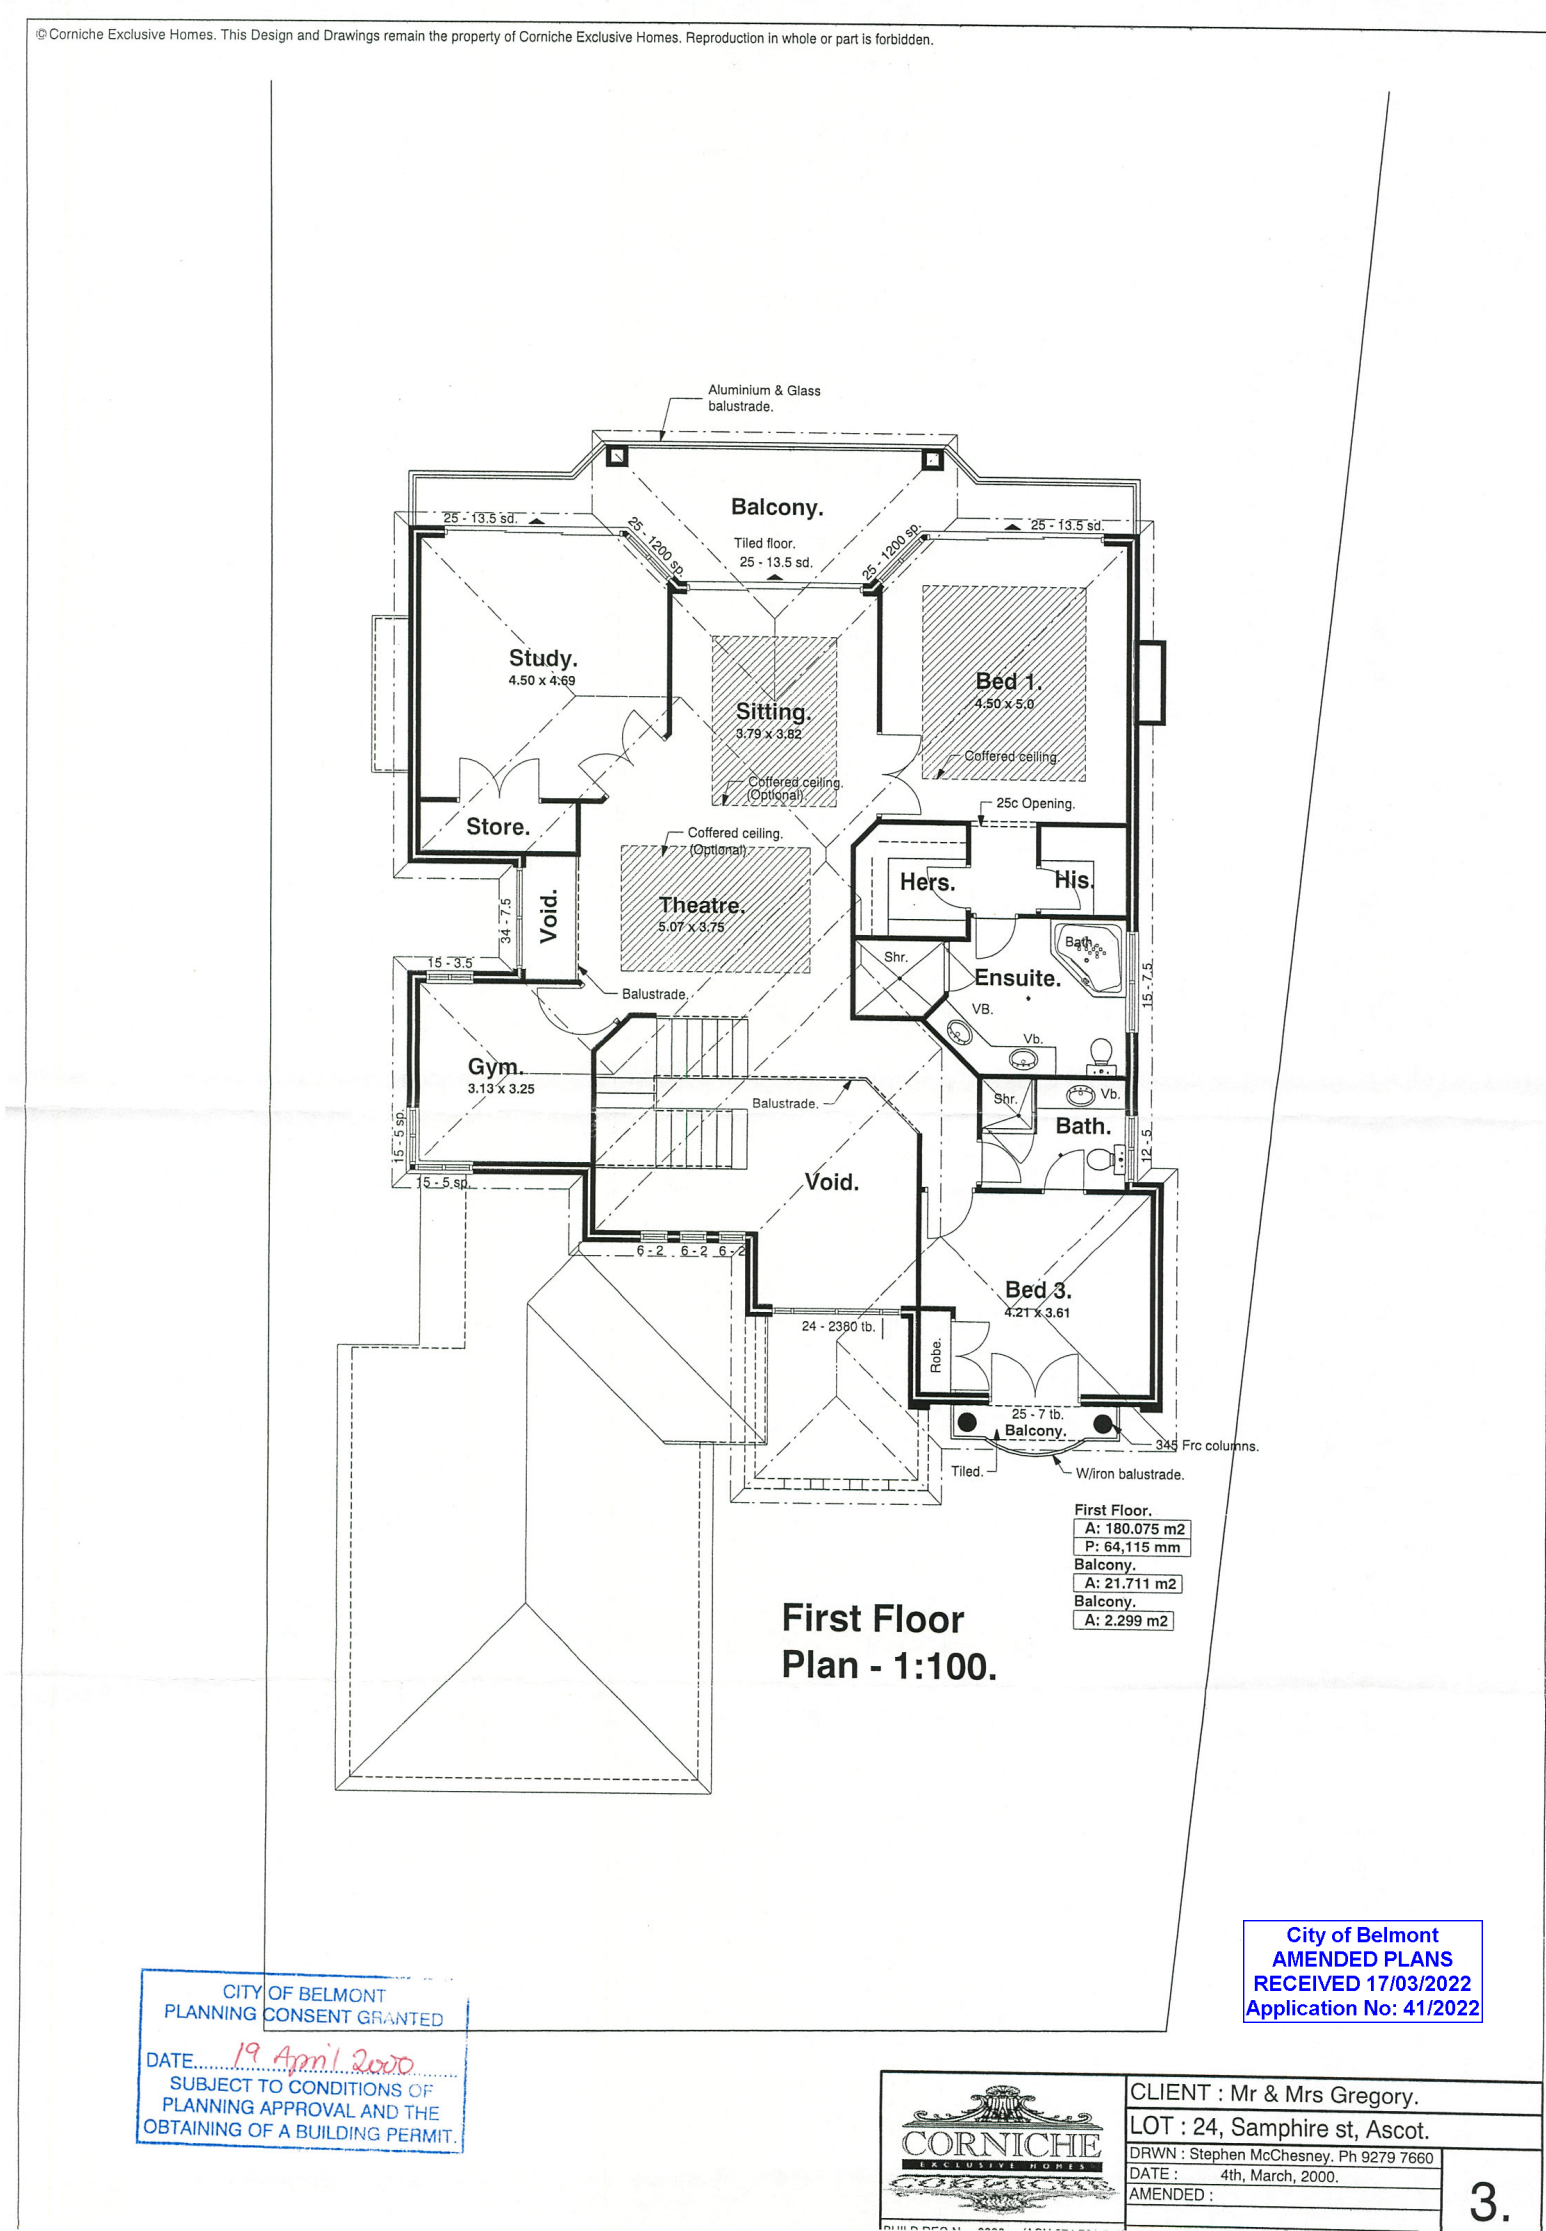 © Corniche Exclusive Homes. This Design and Drawings remain the property of Corniche Exclusive Homes. Reproduction in whole or part is forbidden.
Aluminium & Glass
balustrade.
Balcony.
Tiled floor.
25 - 13.5 sd.
25 - 13.5 sd.
25 - 1200 sp.
25 - 1200 sp.
25 - 13.5 sd.
Study.
4.50 x 4.69
Sitting.
3.79 x 3.82
Coffered ceiling.
(Optional).
Bed 1.
4.50 x 5.0
Coffered ceiling.
25c Opening.
Store.
Coffered ceiling.
(Optional).
Theatre.
5.07 x 3.75
Void.
34 - 7.5
Hers.
His.
Bath.
Shr.
Ensuite.
VB.
Vb.
15 - 7.5
15 - 3.5
Balustrade.
Gym.
3.13 x 3.25
15 - 5 sp.
15 - 5 sp.
Balustrade.
Shr.
Vb.
Bath.
12 - 5
Void.
6 - 2
6 - 2
6 - 2
24 - 2380 tb.
Bed 3.
4.21 x 3.61
Robe.
25 - 7 tb.
Balcony.
345 Frc columns.
Tiled.
W/iron balustrade.
First Floor.
A: 180.075 m2
P: 64,115 mm
Balcony.
A: 21.711 m2
Balcony.
A: 2.299 m2
First Floor
Plan - 1:100.
City of Belmont
AMENDED PLANS
RECEIVED 17/03/2022
Application No: 41/2022
CITY OF BELMONT
PLANNING CONSENT GRANTED
DATE 19 April 2000
SUBJECT TO CONDITIONS OF
PLANNING APPROVAL AND THE
OBTAINING OF A BUILDING PERMIT.
CORNICHE
EXCLUSIVE HOMES
CLIENT : Mr & Mrs Gregory.
LOT : 24, Samphire st, Ascot.
DRWN : Stephen McChesney. Ph 9279 7660
DATE : 4th, March, 2000.
AMENDED :
3.